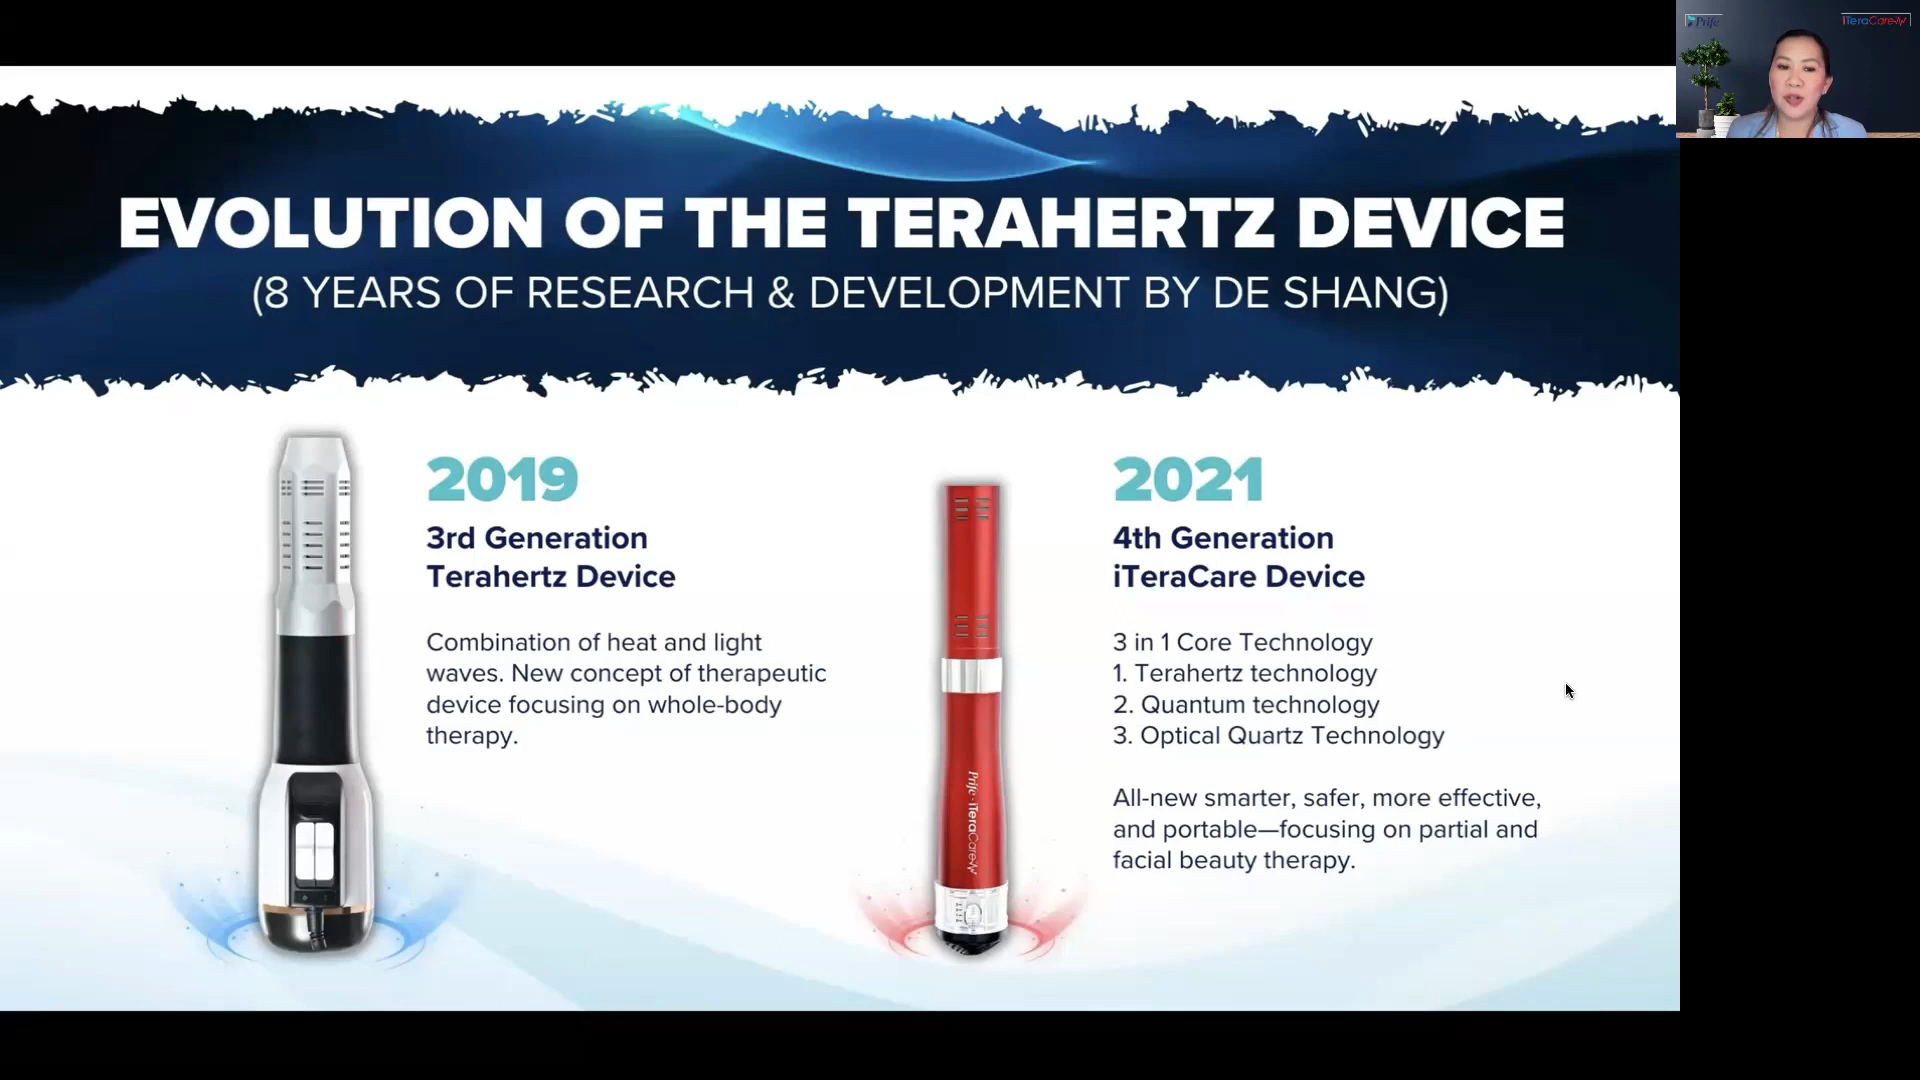 Prife
iTeraCare
EVOLUTION OF THE TERAHERTZ DEVICE
(8 YEARS OF RESEARCH & DEVELOPMENT BY DE SHANG)
2019
3rd Generation
Terahertz Device
Combination of heat and light
waves. New concept of therapeutic
device focusing on whole-body
therapy.
Prife iTeraCare
2021
4th Generation
iTeraCare Device
3 in 1 Core Technology
1. Terahertz technology
2. Quantum technology
3. Optical Quartz Technology
All-new smarter, safer, more effective,
and portable—focusing on partial and
facial beauty therapy.